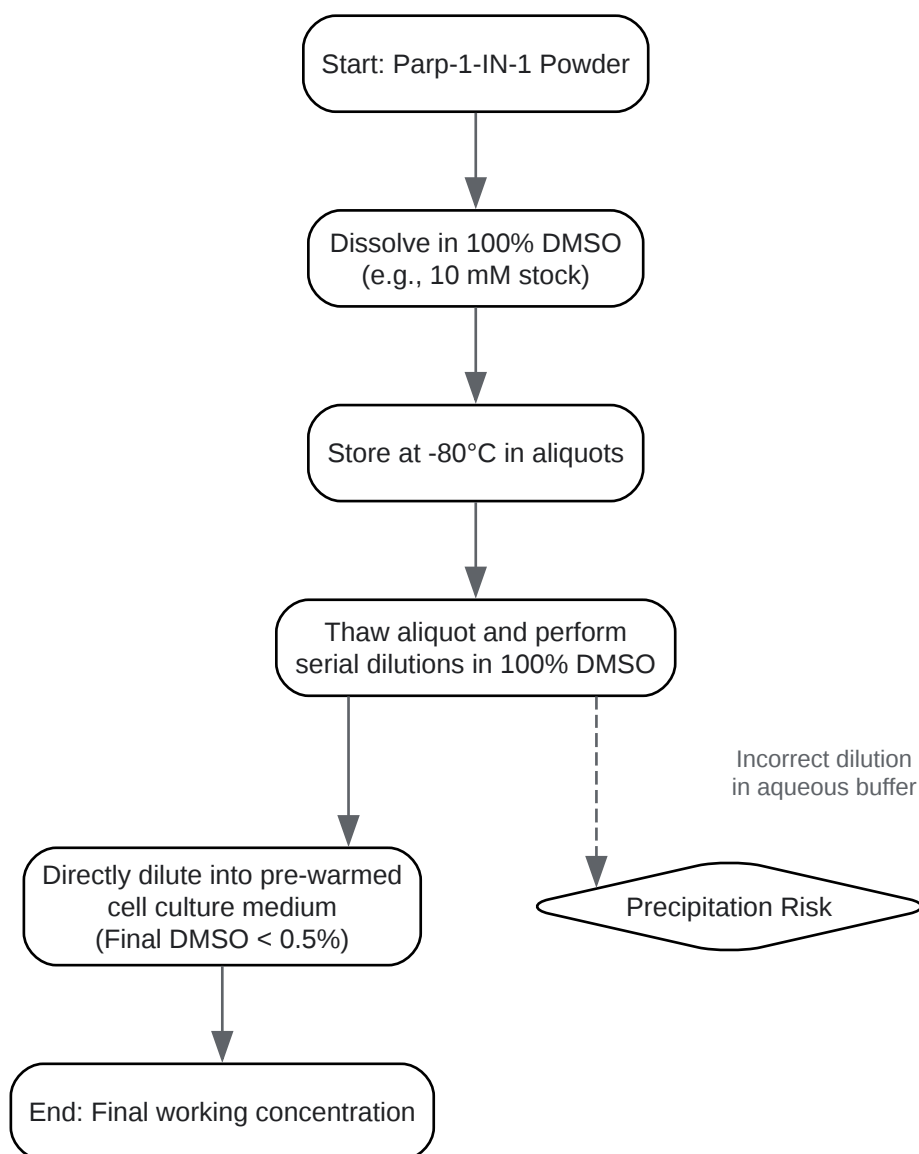 Start: Parp-1-IN-1 Powder
Dissolve in 100% DMSO
(e.g., 10 mM stock)
Store at -80°C in aliquots
Thaw aliquot and perform
serial dilutions in 100% DMSO
Incorrect dilution
in aqueous buffer
Directly dilute into pre-warmed
cell culture medium
(Final DMSO < 0.5%)
Precipitation Risk
End: Final working concentration